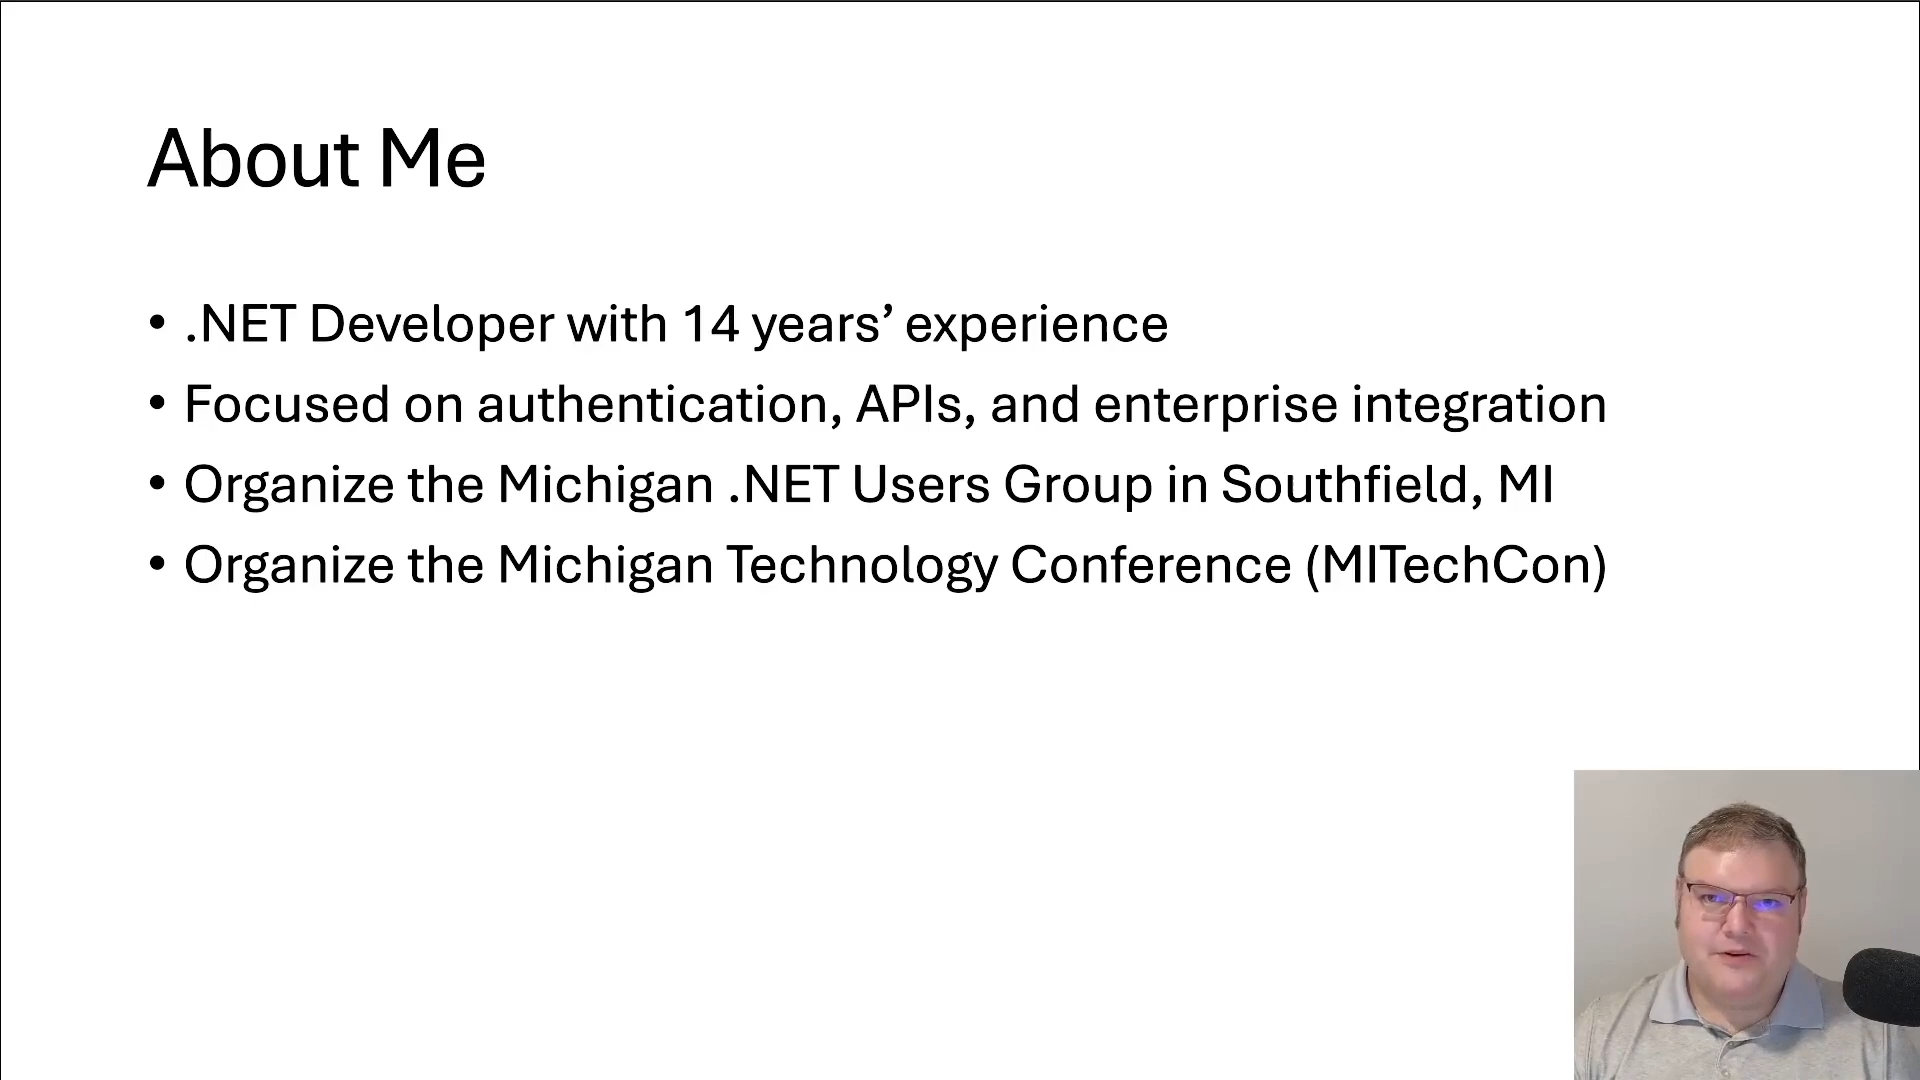 About Me
• .NET Developer with 14 years’ experience
• Focused on authentication, APIs, and enterprise integration
• Organize the Michigan .NET Users Group in Southfield, MI
• Organize the Michigan Technology Conference (MITechCon)